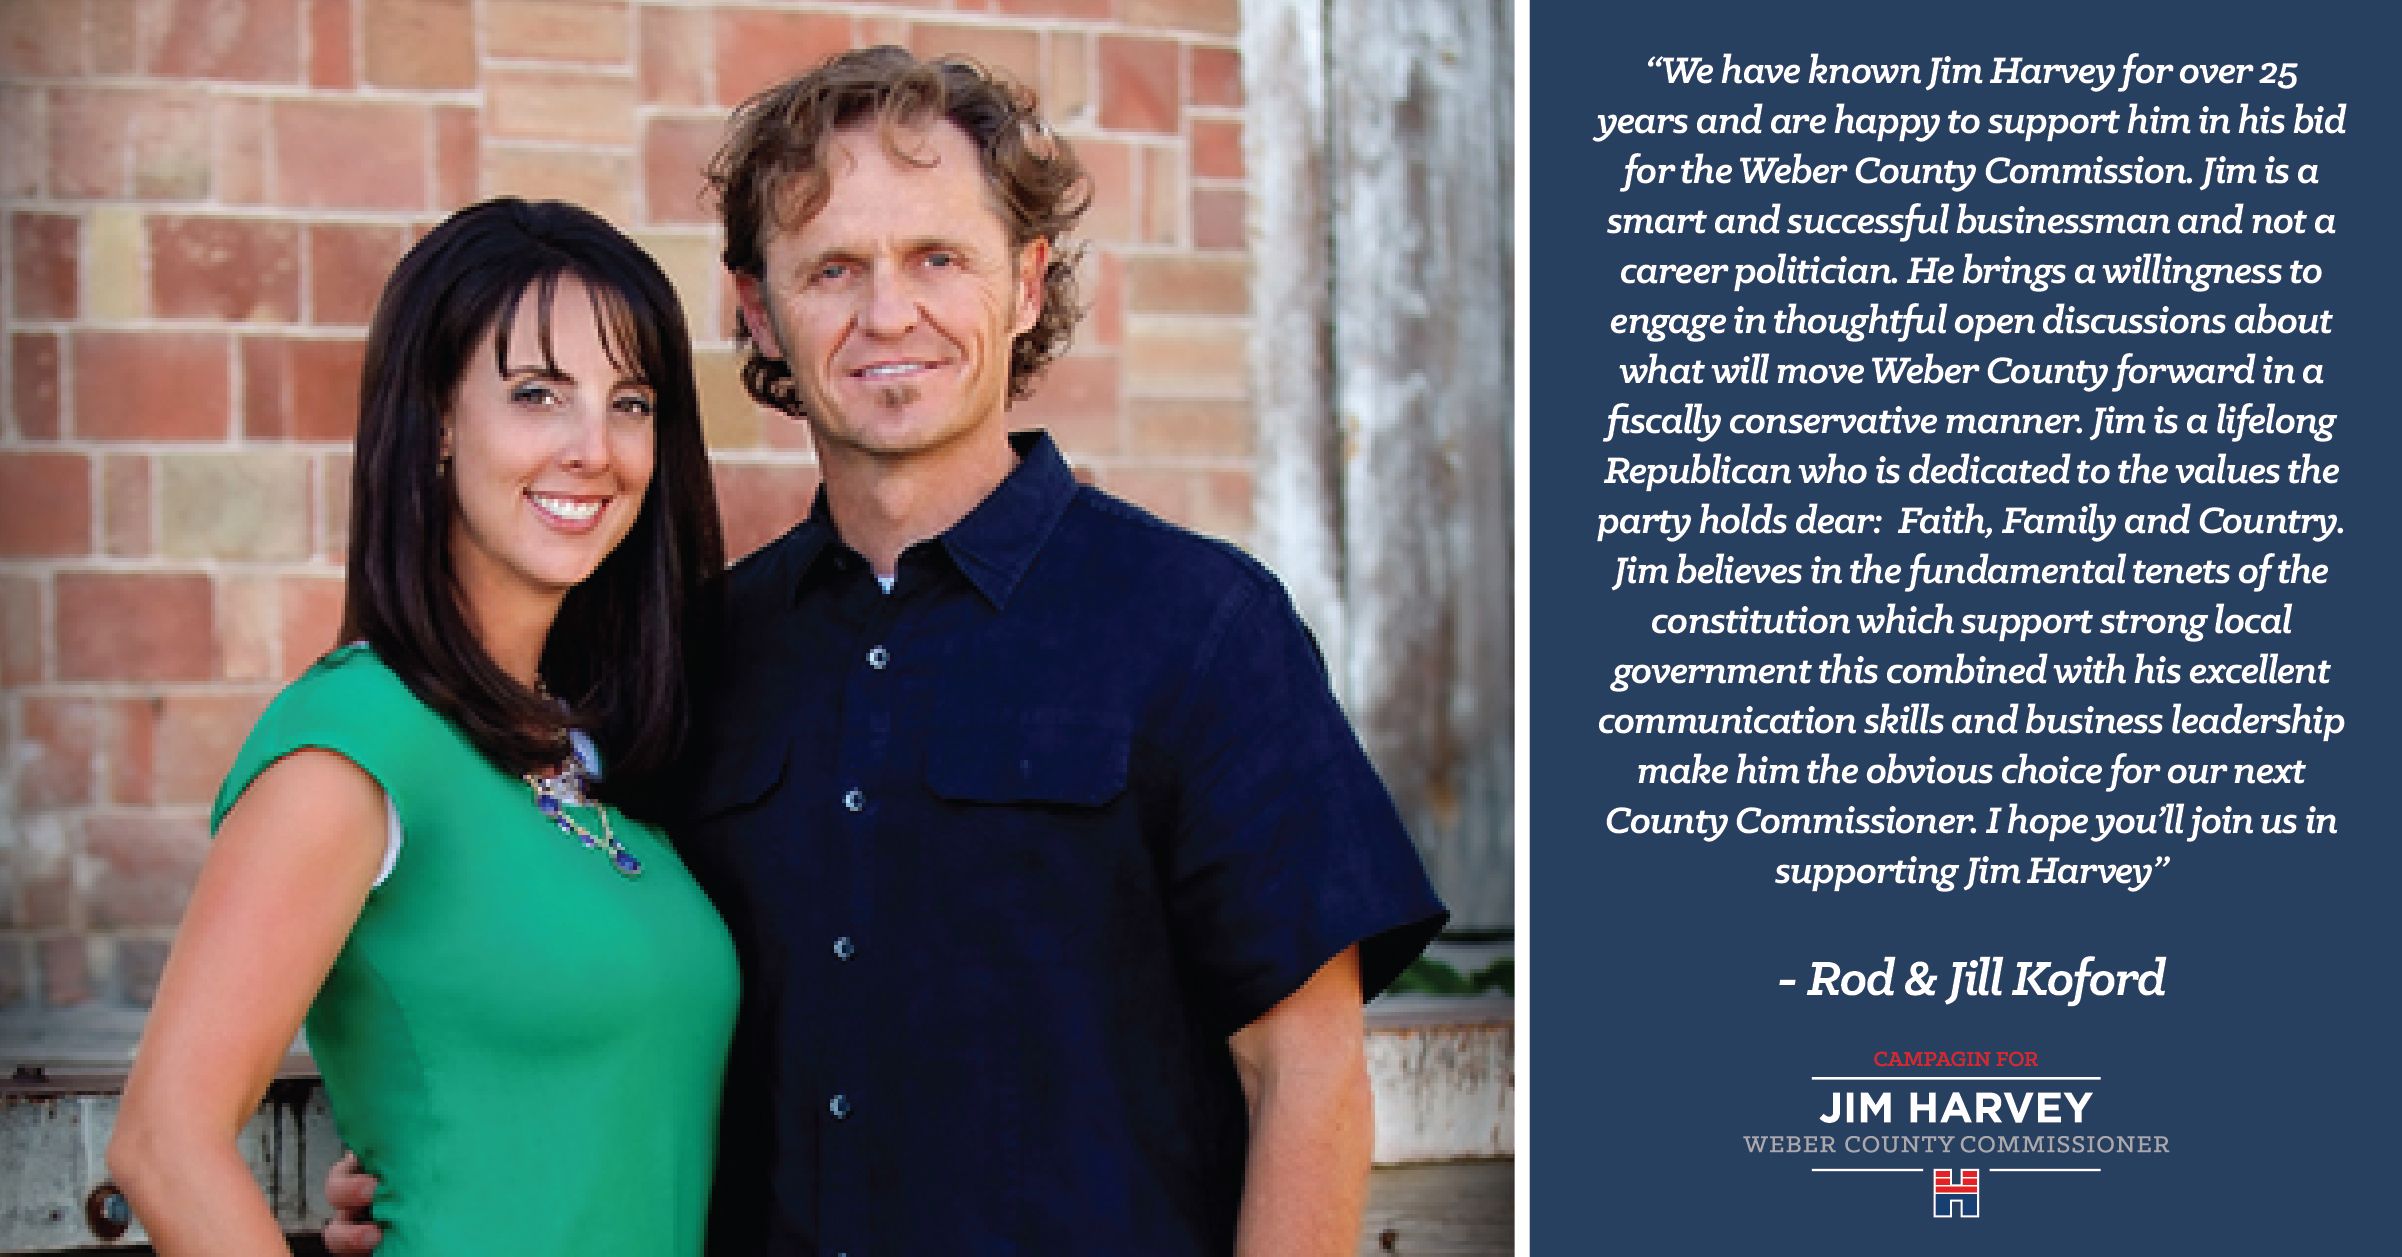 “We have known Jim Harvey for over 25
years and are happy to support him in his bid
for the Weber County Commission. Jim is a
smart and successful businessman and not a
career politician. He brings a willingness to
engage in thoughtful open discussions about
what will move Weber County forward in a
fiscally conservative manner. Jim is a lifelong
Republican who is dedicated to the values the
party holds dear:  Faith, Family and Country.
Jim believes in the fundamental tenets of the
constitution which support strong local
government this combined with his excellent
communication skills and business leadership
make him the obvious choice for our next
County Commissioner. I hope you’ll join us in
supporting Jim Harvey”
- Rod & Jill Koford
CAMPAGIN FOR
JIM HARVEY
WEBER COUNTY COMMISSIONER
H